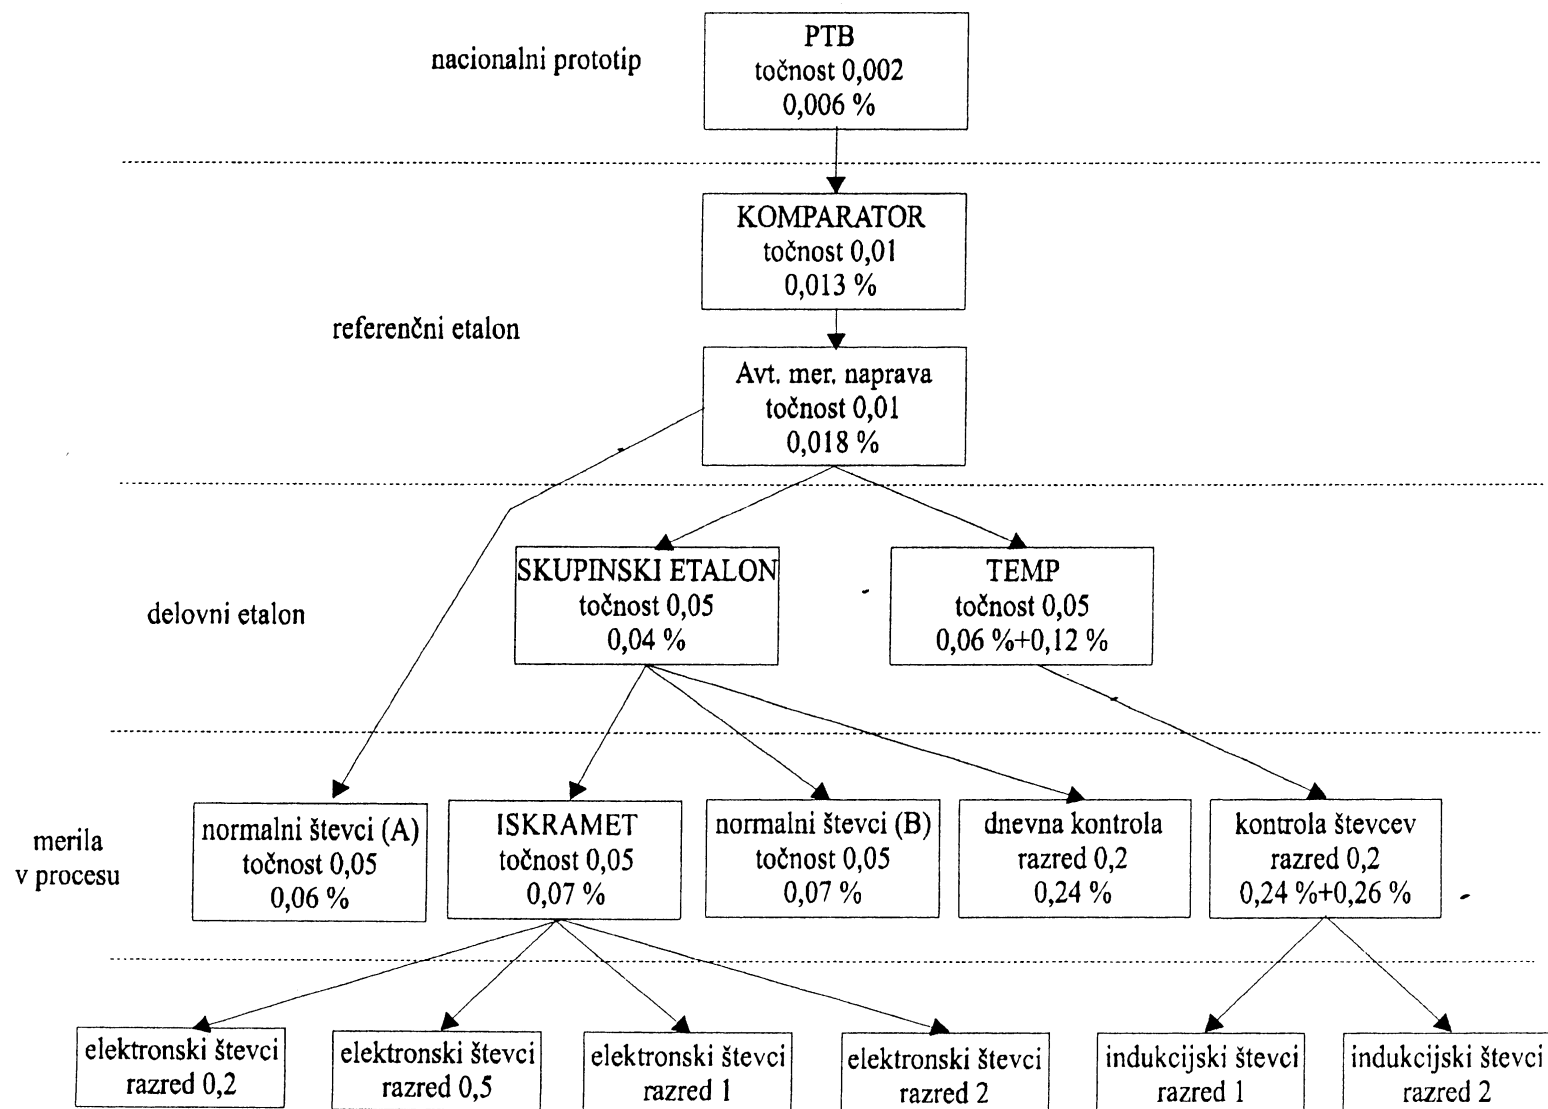 nacionalni prototip
PTB
točnost 0,002
0,006 %
referenčni etalon
KOMPARATOR
točnost 0,01
0,013 %
Avt. mer. naprava
točnost 0,01
0,018 %
delovni etalon
SKUPINSKI ETALON
točnost 0,05
0,04 %
TEMP
točnost 0,05
0,06 %+0,12 %
merila
v procesu
normalni števci (A)
točnost 0,05
0,06 %
ISKRAMET
točnost 0,05
0,07 %
normalni števci (B)
točnost 0,05
0,07 %
dnevna kontrola
razred 0,2
0,24 %
kontrola števcev
razred 0,2
0,24 %+0,26 %
elektronski števci
razred 0,2
elektronski števci
razred 0,5
elektronski števci
razred 1
elektronski števci
razred 2
indukcijski števci
razred 1
indukcijski števci
razred 2